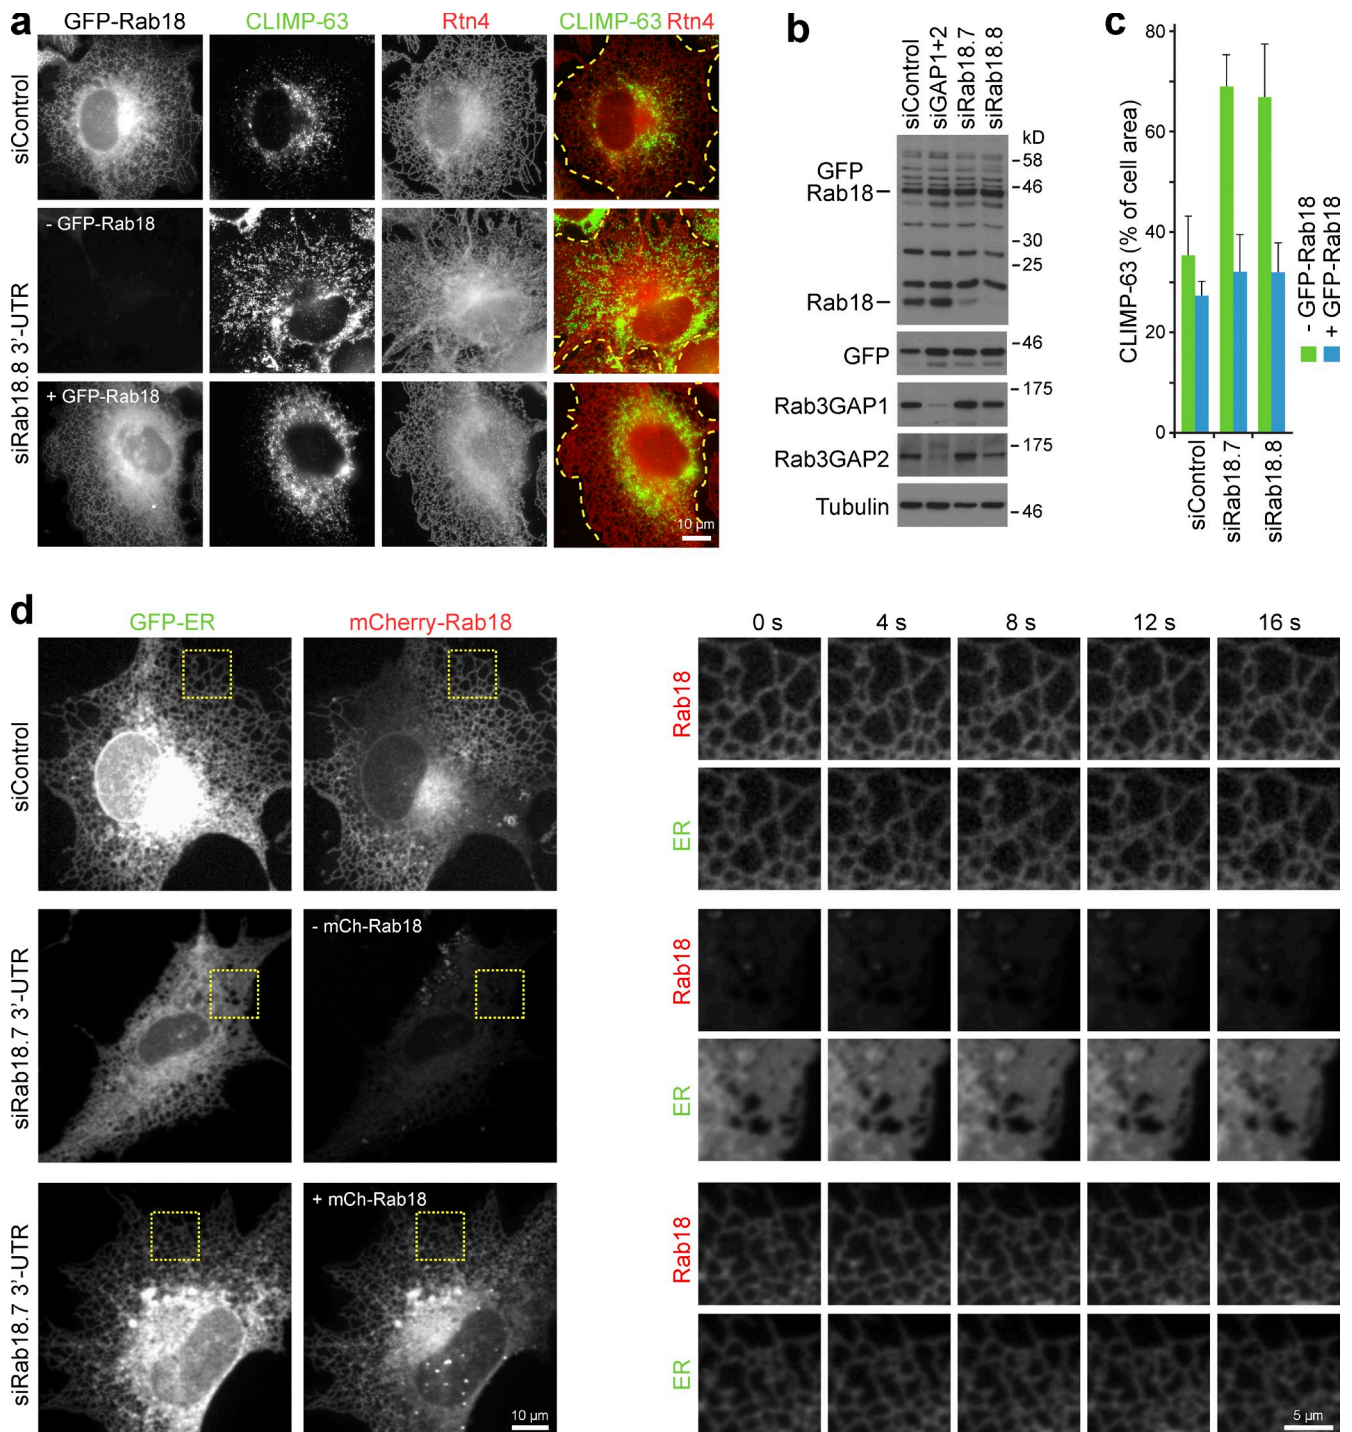 a
GFP-Rab18
CLIMP-63
Rtn4
CLIMP-63 Rtn4
siControl
siRab18.8 3'-UTR
- GFP-Rab18
+ GFP-Rab18
10 µm
b
siControl
siGAP1+2
siRab18.7
siRab18.8
kD
GFP
Rab18
Rab18
58
46
30
25
GFP
46
Rab3GAP1
175
Rab3GAP2
175
Tubulin
46
c
CLIMP-63 (% of cell area)
80
60
40
20
0
siControl
siRab18.7
siRab18.8
- GFP-Rab18
+ GFP-Rab18
d
GFP-ER
mCherry-Rab18
0 s
4 s
8 s
12 s
16 s
siControl
Rab18
ER
siRab18.7 3'-UTR
- mCh-Rab18
Rab18
ER
siRab18.7 3'-UTR
+ mCh-Rab18
10 µm
Rab18
ER
5 µm